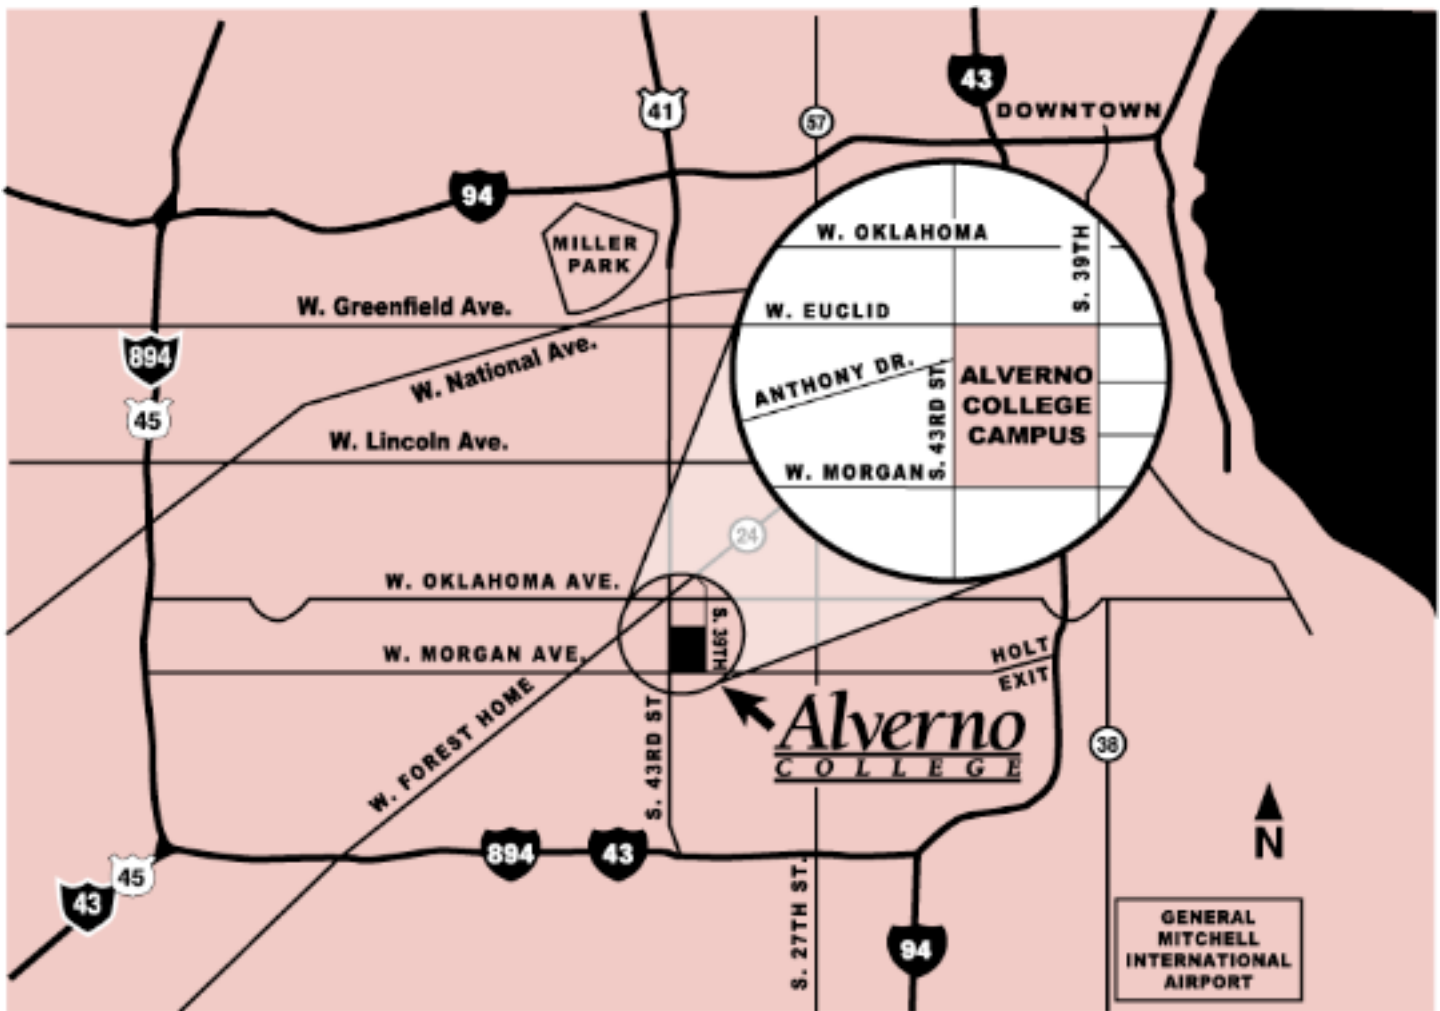 43
41
DOWNTOWN
57
94
W. OKLAHOMA
S. 39TH
MILLER
PARK
W. Greenfield Ave.
W. EUCLID
894
W. National Ave.
ANTHONY DR.
S. 43RD ST.
ALVERNO
COLLEGE
CAMPUS
45
W. Lincoln Ave.
W. MORGAN
24
W. OKLAHOMA AVE.
S. 39TH
W. MORGAN AVE.
HOLT
EXIT
W. FOREST HOME
S. 43RD ST
Alverno
COLLEGE
38
N
894
43
45
43
S. 27TH ST.
94
GENERAL
MITCHELL
INTERNATIONAL
AIRPORT